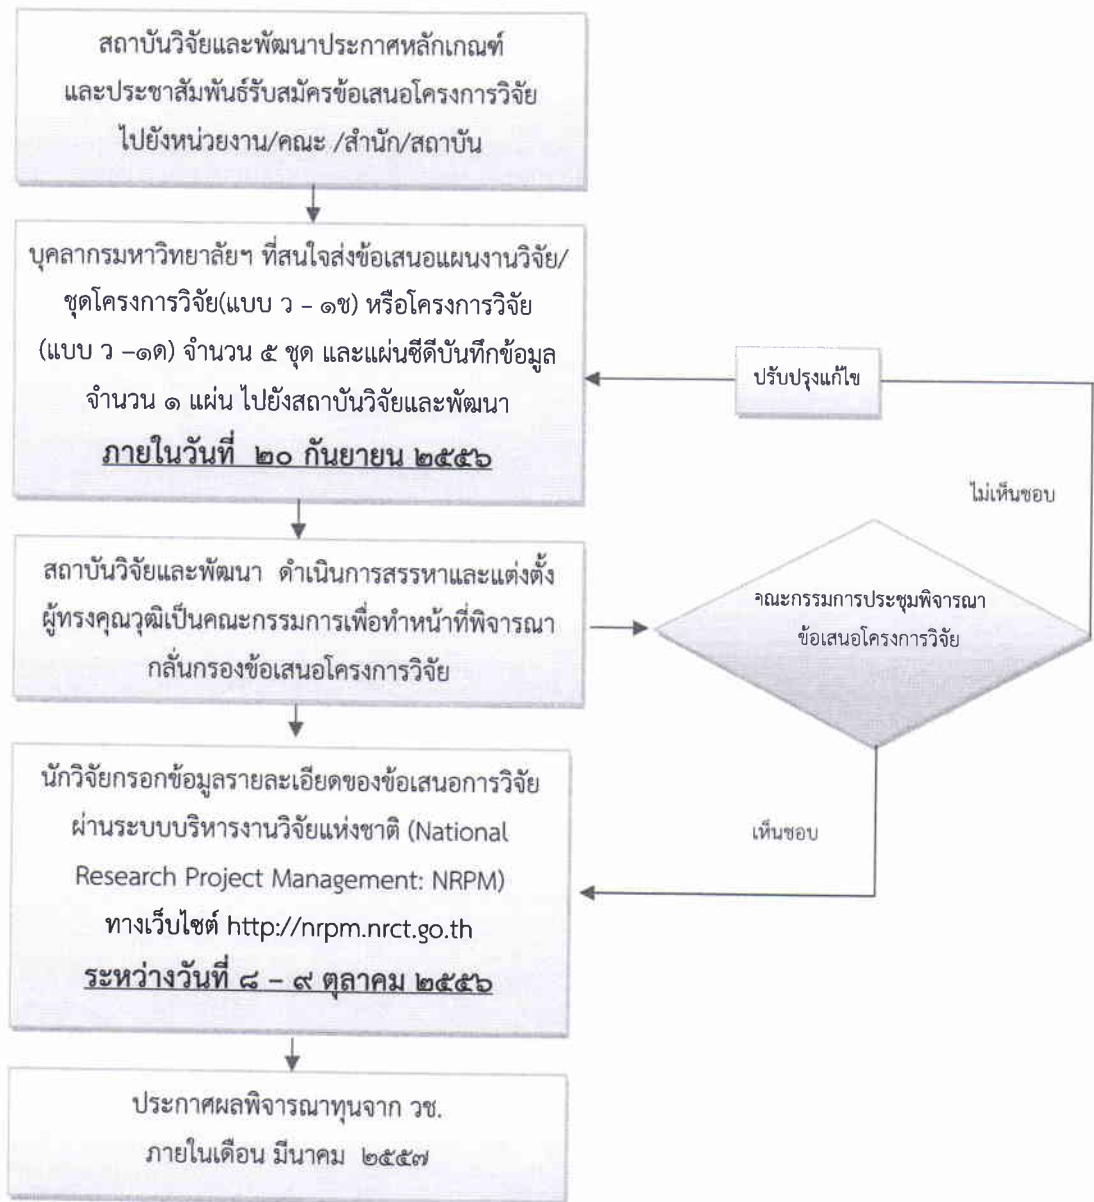 สถาบันวิจัยและพัฒนาประกาศหลักเกณฑ์
และประชาสัมพันธ์รับสมัครข้อเสนอโครงการวิจัย
ไปยังหน่วยงาน/คณะ /สำนัก/สถาบัน
บุคลากรมหาวิทยาลัยฯ ที่สนใจส่งข้อเสนอแผนงานวิจัย/
ชุดโครงการวิจัย(แบบ ว – ๑ช) หรือโครงการวิจัย
(แบบ ว –๑ด) จำนวน ๕ ชุด และแผ่นซีดีบันทึกข้อมูล
จำนวน ๑ แผ่น ไปยังสถาบันวิจัยและพัฒนา
ภายในวันที่ ๒๐ กันยายน ๒๕๕๖
ปรับปรุงแก้ไข
ไม่เห็นชอบ
สถาบันวิจัยและพัฒนา ดำเนินการสรรหาและแต่งตั้ง
ผู้ทรงคุณวุฒิเป็นคณะกรรมการเพื่อทำหน้าที่พิจารณา
กลั่นกรองข้อเสนอโครงการวิจัย
คณะกรรมการประชุมพิจารณา
ข้อเสนอโครงการวิจัย
เห็นชอบ
นักวิจัยกรอกข้อมูลรายละเอียดของข้อเสนอการวิจัย
ผ่านระบบบริหารงานวิจัยแห่งชาติ (National
Research Project Management: NRPM)
ทางเว็บไซต์ http://nrpm.nrct.go.th
ระหว่างวันที่ ๘ – ๙ ตุลาคม ๒๕๕๖
ประกาศผลพิจารณาทุนจาก วช.
ภายในเดือน มีนาคม ๒๕๕๗